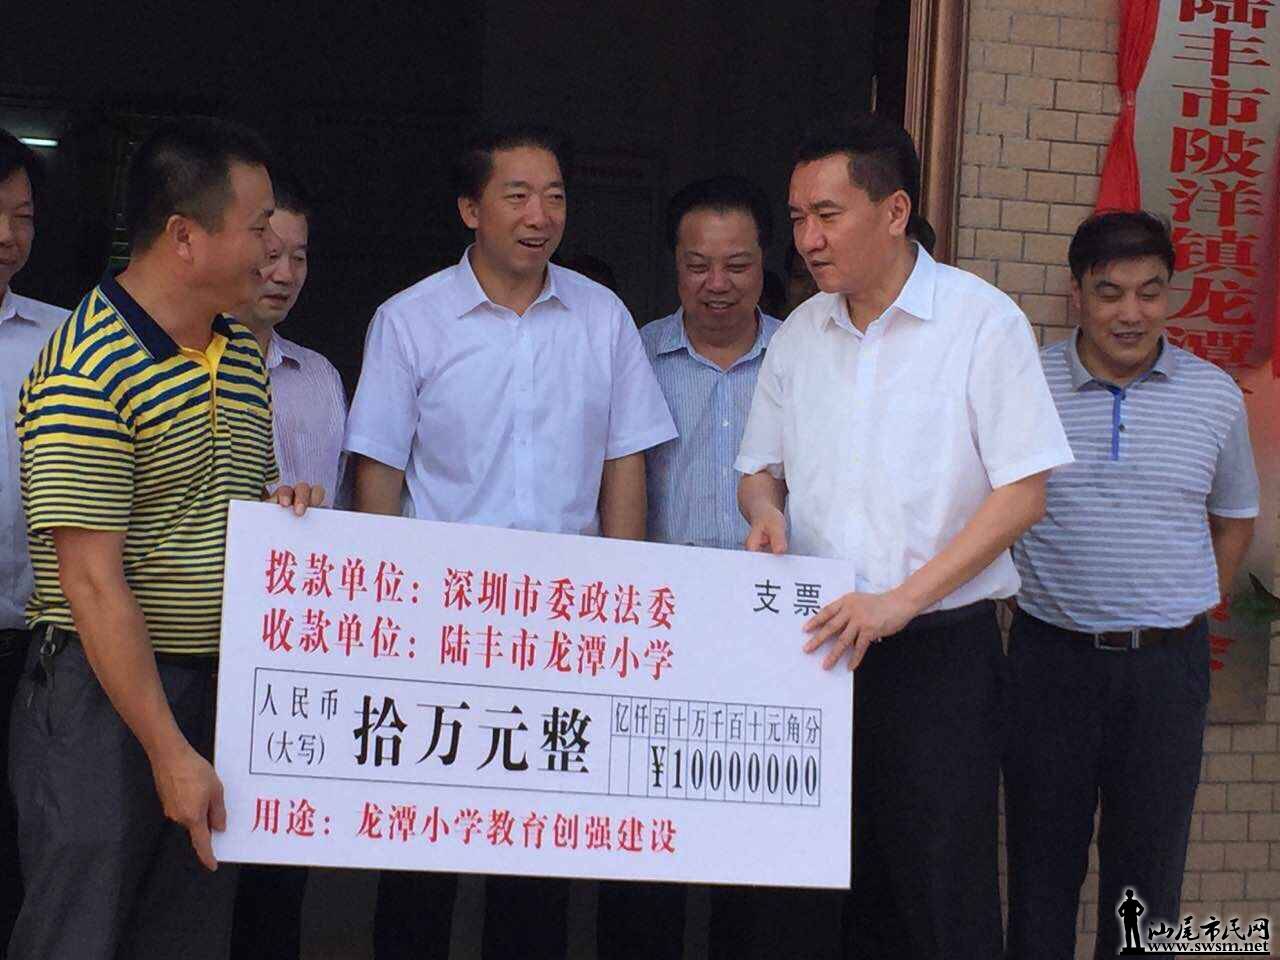 陆丰市陂洋镇龙潭
拨款单位：深圳市委政法委
支票
收款单位：陆丰市龙潭小学
人民币
(大写)
拾万元整
亿仟百十万千百十元角分
¥10000000
用途：龙潭小学教育创强建设
汕尾市民网
www.swsm.net